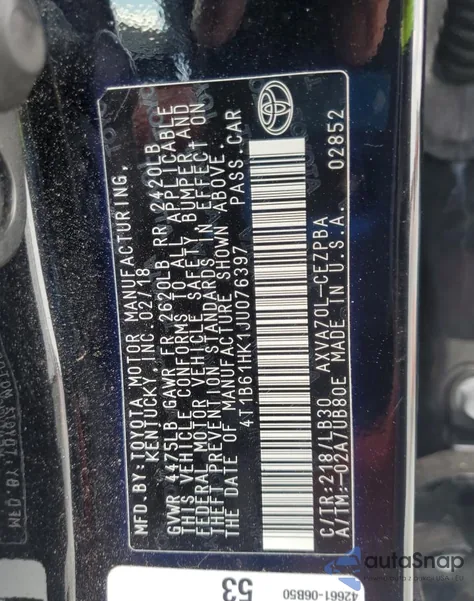 MFD.BY:TOYOTA MOTOR MANUFACTURING,
KENTUCKY, INC. 02/18
GVWR 4475LB GAWR FR 2620LB RR 2420LB
THIS VEHICLE CONFORMS TO ALL APPLICABLE
FEDERAL MOTOR VEHICLE SAFETY, BUMPER, AND
THEFT PREVENTION STANDARDS IN EFFECT ON
THE DATE OF MANUFACTURE SHOWN ABOVE.
4T1B61HK1JU076397 PASS. CAR
C/TR:218/LB30 AXVA70L-CEZPBA
A/TM:-02A/UB80E MADE IN U.S.A. 02852
42661-06B50
53
autoSnap